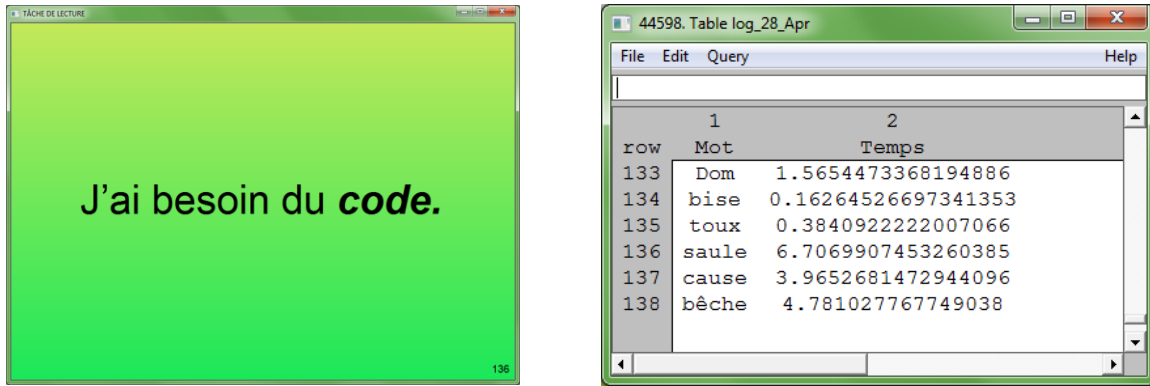 TÂCHE DE LECTURE
J'ai besoin du code.
136
44598. Table log_28_Apr
File Edit Query Help
1 2
row Mot Temps
133 Dom 1.5654473368194886
134 bise 0.16264526697341353
135 toux 0.3840922222007066
136 saule 6.7069907453260385
137 cause 3.9652681472944096
138 bêche 4.781027767749038